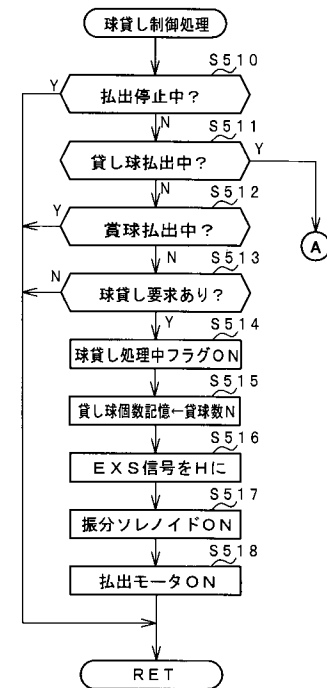 球貸し制御処理
S510
払出停止中？
Y
N
S511
貸し球払出中？
Y
N
S512
賞球払出中？
Y
N
A
S513
球貸し要求あり？
N
Y
S514
球貸し処理中フラグON
S515
貸し球個数記憶←貸球数N
S516
EXS信号をHに
S517
振分ソレノイドON
S518
払出モータON
RET